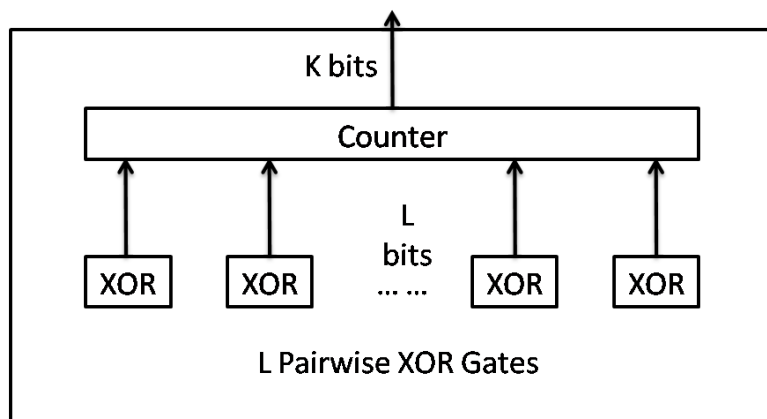 K bits
Counter
L
bits
... ...
XOR XOR XOR XOR
L Pairwise XOR Gates